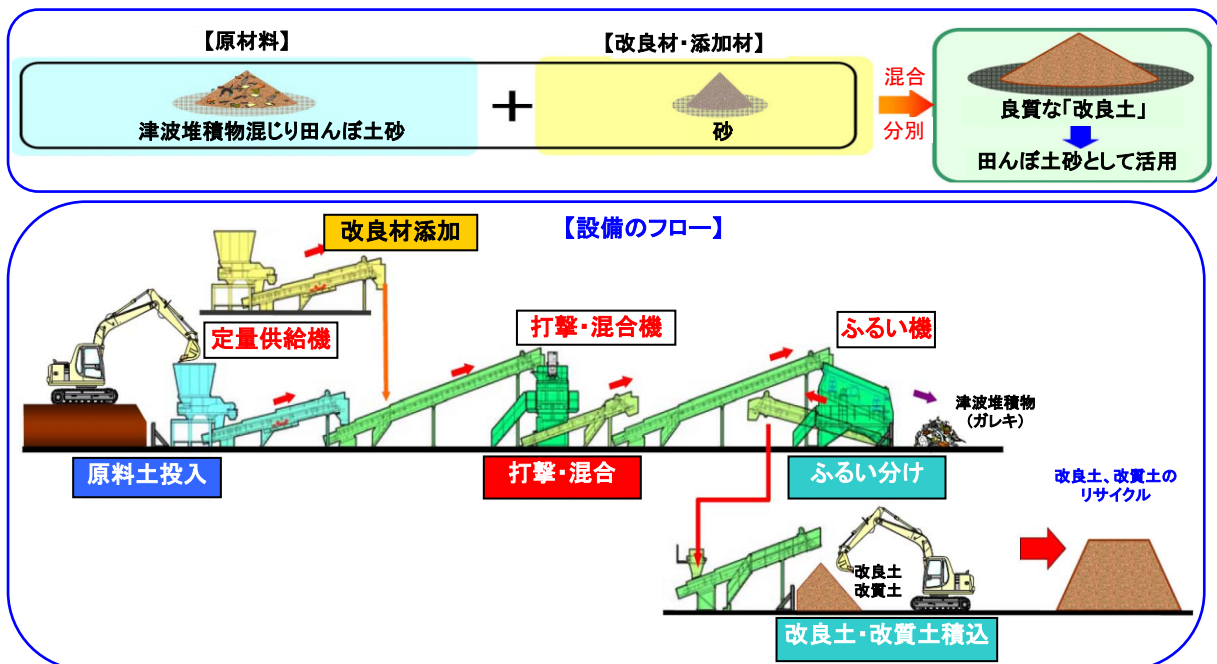 【原材料】
【改良材・添加材】
津波堆積物混じり田んぼ土砂
＋
砂
混合
分別
良質な「改良土」
田んぼ土砂として活用
【設備のフロー】
改良材添加
定量供給機
打撃・混合機
ふるい機
津波堆積物
（ガレキ）
原料土投入
打撃・混合
ふるい分け
改良土、改質土の
リサイクル
改良土
改質土
改良土・改質土積込